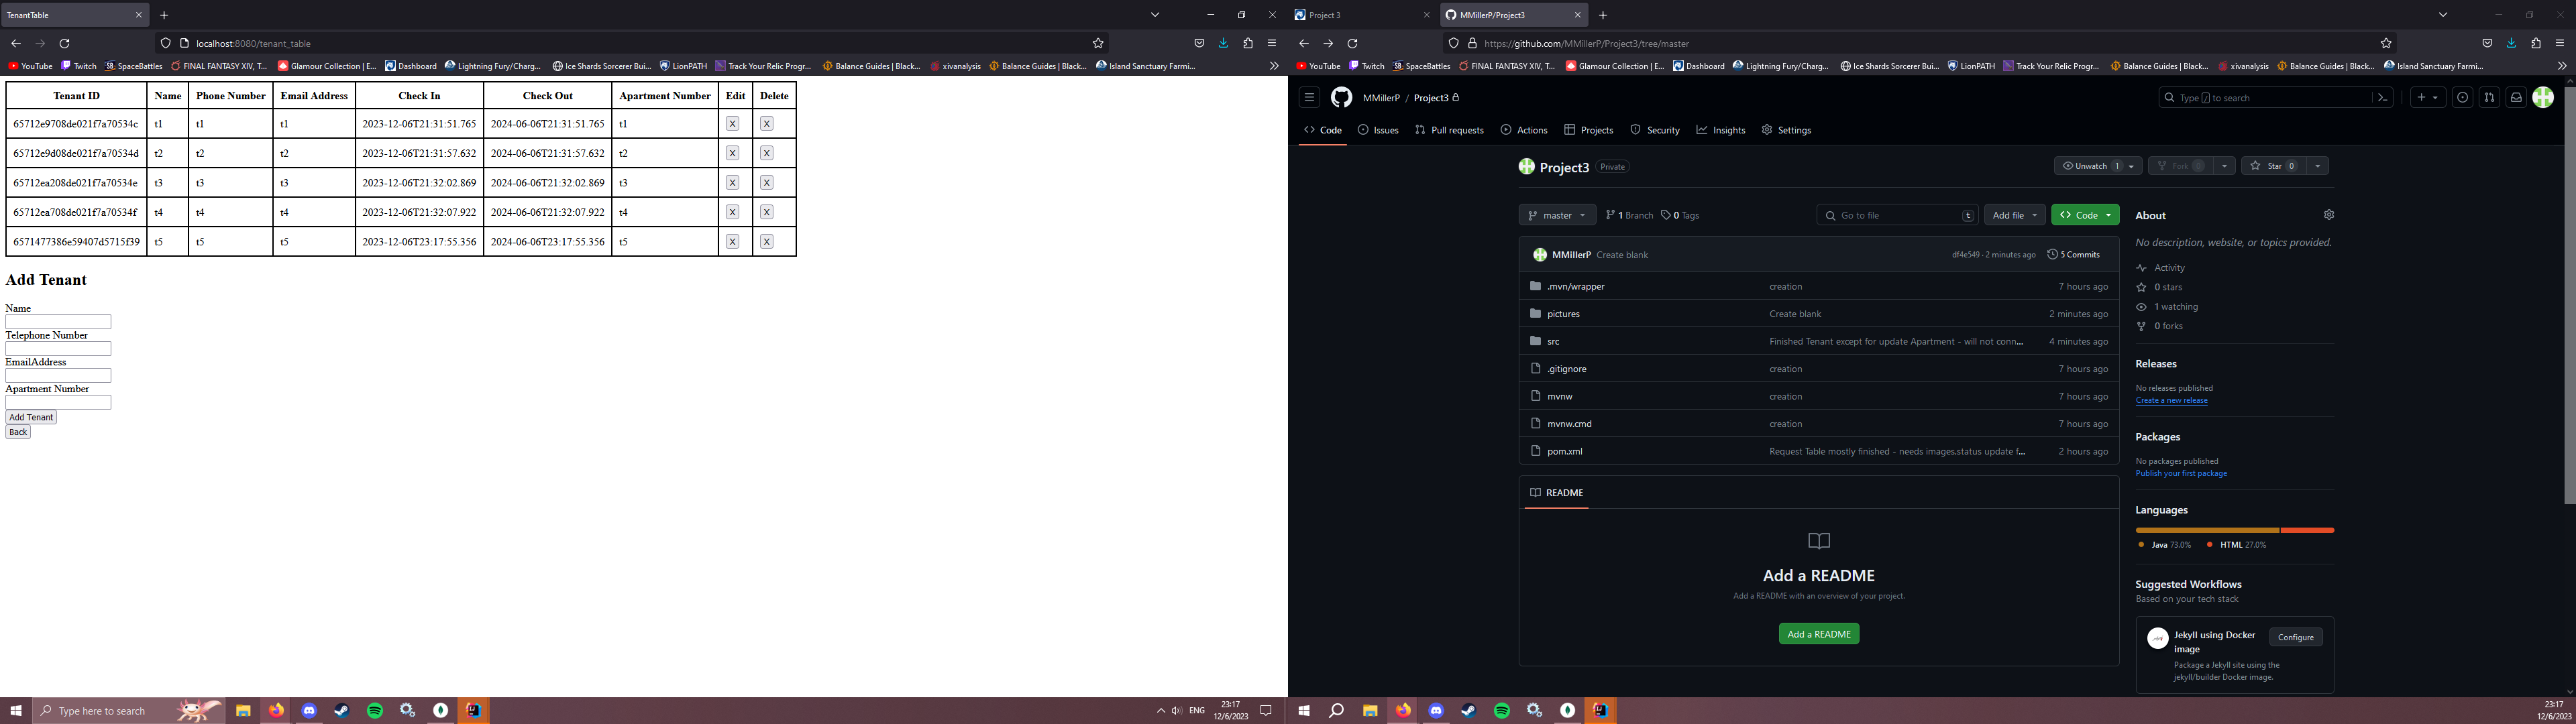 TenantTable
localhost:8080/tenant_table
YouTube Twitch SpaceBattles FINAL FANTASY XIV, T... Glamour Collection | E... Dashboard Lightning Fury/Charg... Ice Shards Sorcerer Bui... LionPATH Track Your Relic Progr... Balance Guides | Black... xivanalysis Balance Guides | Black... Island Sanctuary Farmi...
Tenant ID Name Phone Number Email Address Check In Check Out Apartment Number Edit Delete
65712e9708de021f7a70534c t1 t1 t1 2023-12-06T21:31:51.765 2024-06-06T21:31:51.765 t1 X X
65712e9d08de021f7a70534d t2 t2 t2 2023-12-06T21:31:57.632 2024-06-06T21:31:57.632 t2 X X
65712ea208de021f7a70534e t3 t3 t3 2023-12-06T21:32:02.869 2024-06-06T21:32:02.869 t3 X X
65712ea708de021f7a70534f t4 t4 t4 2023-12-06T21:32:07.922 2024-06-06T21:32:07.922 t4 X X
6571477386e59407d5715f39 t5 t5 t5 2023-12-06T23:17:55.356 2024-06-06T23:17:55.356 t5 X X
Add Tenant
Name
Telephone Number
EmailAddress
Apartment Number
Add Tenant
Back
Type here to search
ENG
23:17
12/6/2023
Project 3
MMillerP/Project3
https://github.com/MMillerP/Project3/tree/master
YouTube Twitch SpaceBattles FINAL FANTASY XIV, T... Glamour Collection | E... Dashboard Lightning Fury/Charg... Ice Shards Sorcerer Bui... LionPATH Track Your Relic Progr... Balance Guides | Black... xivanalysis Balance Guides | Black... Island Sanctuary Farmi...
MMillerP / Project3
Type / to search
Code Issues Pull requests Actions Projects Security Insights Settings
Project3 Private
Unwatch 1 Fork 0 Star 0
master 1 Branch 0 Tags
Go to file t Add file Code
MMillerP Create blank df4e549 · 2 minutes ago 5 Commits
.mvn/wrapper creation 7 hours ago
pictures Create blank 2 minutes ago
src Finished Tenant except for update Apartment - will not conn... 4 minutes ago
.gitignore creation 7 hours ago
mvnw creation 7 hours ago
mvnw.cmd creation 7 hours ago
pom.xml Request Table mostly finished - needs images,status update f... 2 hours ago
README
Add a README
Add a README with an overview of your project.
Add a README
About
No description, website, or topics provided.
Activity
0 stars
1 watching
0 forks
Releases
No releases published
Create a new release
Packages
No packages published
Publish your first package
Languages
Java 73.0% HTML 27.0%
Suggested Workflows
Based on your tech stack
Jekyll using Docker image
Configure
Package a Jekyll site using the
jekyll/builder Docker image.
23:17
12/6/2023